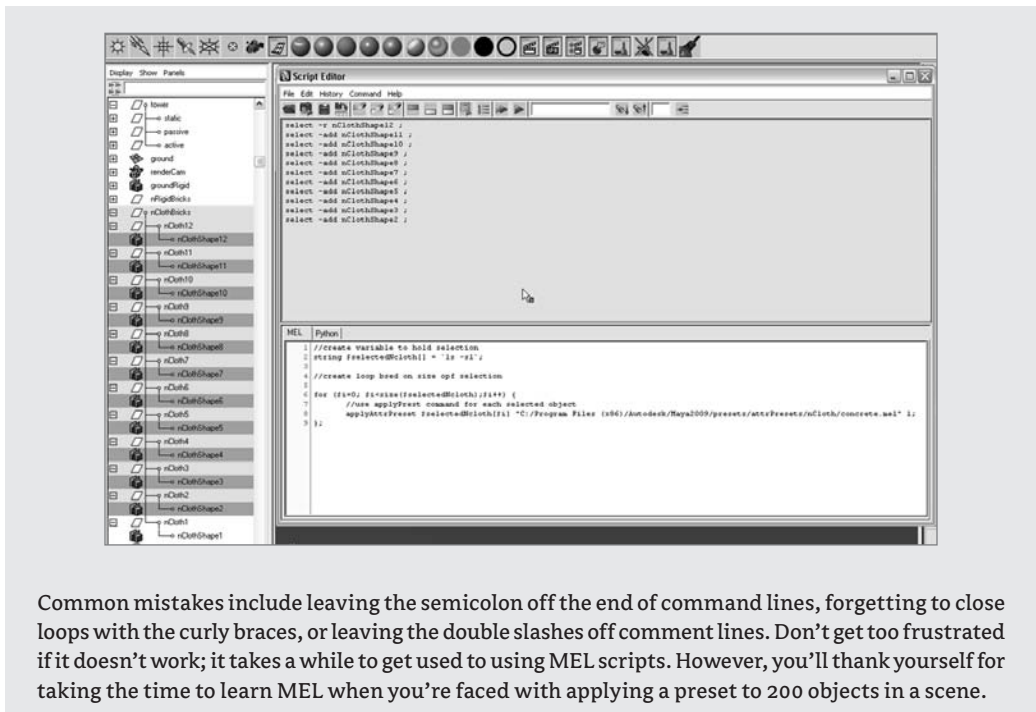 Display Show Panels
tower
static
passive
active
ground
renderCam
groundRigid
nRigidBricks
nClothBricks
nCloth12
nClothShape12
nCloth11
nClothShape11
nCloth10
nClothShape10
nCloth9
nClothShape9
nCloth8
nClothShape8
nCloth7
nClothShape7
nCloth6
nClothShape6
nCloth5
nClothShape5
nCloth4
nClothShape4
nCloth3
nClothShape3
nCloth2
nClothShape2
nCloth1
nClothShape1
Script Editor
File Edit History Command Help
select -r nClothShape12 ;
select -add nClothShape11 ;
select -add nClothShape10 ;
select -add nClothShape9 ;
select -add nClothShape8 ;
select -add nClothShape7 ;
select -add nClothShape6 ;
select -add nClothShape5 ;
select -add nClothShape4 ;
select -add nClothShape3 ;
select -add nClothShape2 ;
MEL Python
1 //create variable to hold selection
2 string $selectedNcloth[] = `ls -sl`;
3
4 //create loop bsed on size opf selection
5
6 for ($i=0; $i<size($selectedNcloth);$i++) {
7 //use applyPrest command for each selected object
8 applyAttrPreset $selectedNcloth[$i] "C:/Program Files (x86)/Autodesk/Maya2009/presets/attrPresets/nCloth/concrete.mel" 1;
9 };
Common mistakes include leaving the semicolon off the end of command lines, forgetting to close
loops with the curly braces, or leaving the double slashes off comment lines. Don't get too frustrated
if it doesn't work; it takes a while to get used to using MEL scripts. However, you'll thank yourself for
taking the time to learn MEL when you're faced with applying a preset to 200 objects in a scene.